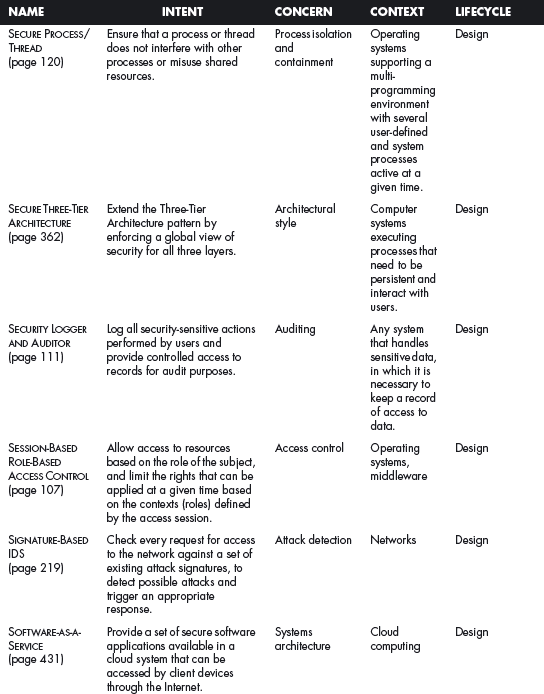 NAME INTENT CONCERN CONTEXT LIFECYCLE
SECURE PROCESS/ Ensure that a process or thread Process isolation Operating Design
THREAD does not interfere with other and systems
(page 120) processes or misuse shared containment supporting a
resources. multi-
programming
environment
with several
user-defined
and system
processes
active at a
given time.
SECURE THREE-TIER Extend the Three-Tier Architectural Computer Design
ARCHITECTURE Architecture pattern by style systems
(page 362) enforcing a global view of executing
security for all three layers. processes that
need to be
persistent and
interact with
users.
SECURITY LOGGER Log all security-sensitive actions Auditing Any system Design
AND AUDITOR performed by users and that handles
(page 111) provide controlled access to sensitive data,
records for audit purposes. in which it is
necessary to
keep a record
of access to
data.
SESSION-BASED Allow access to resources Access control Operating Design
ROLE-BASED based on the role of the subject, systems,
ACCESS CONTROL and limit the rights that can be middleware
(page 107) applied at a given time based
on the contexts (roles) defined
by the access session.
SIGNATURE-BASED Check every request for access Attack detection Networks Design
IDS to the network against a set of
(page 219) existing attack signatures, to
detect possible attacks and
trigger an appropriate
response.
SOFTWARE-AS-A- Provide a set of secure software Systems Cloud Design
SERVICE applications available in a architecture computing
(page 431) cloud system that can be
accessed by client devices
through the Internet.